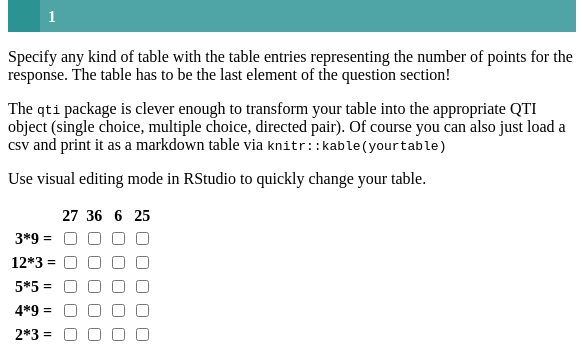 1
Specify any kind of table with the table entries representing the number of points for the
response. The table has to be the last element of the question section!
The qti package is clever enough to transform your table into the appropriate QTI
object (single choice, multiple choice, directed pair). Of course you can also just load a
csv and print it as a markdown table via knitr::kable(yourtable)
Use visual editing mode in RStudio to quickly change your table.
27 36 6 25
3*9 =
12*3 =
5*5 =
4*9 =
2*3 =